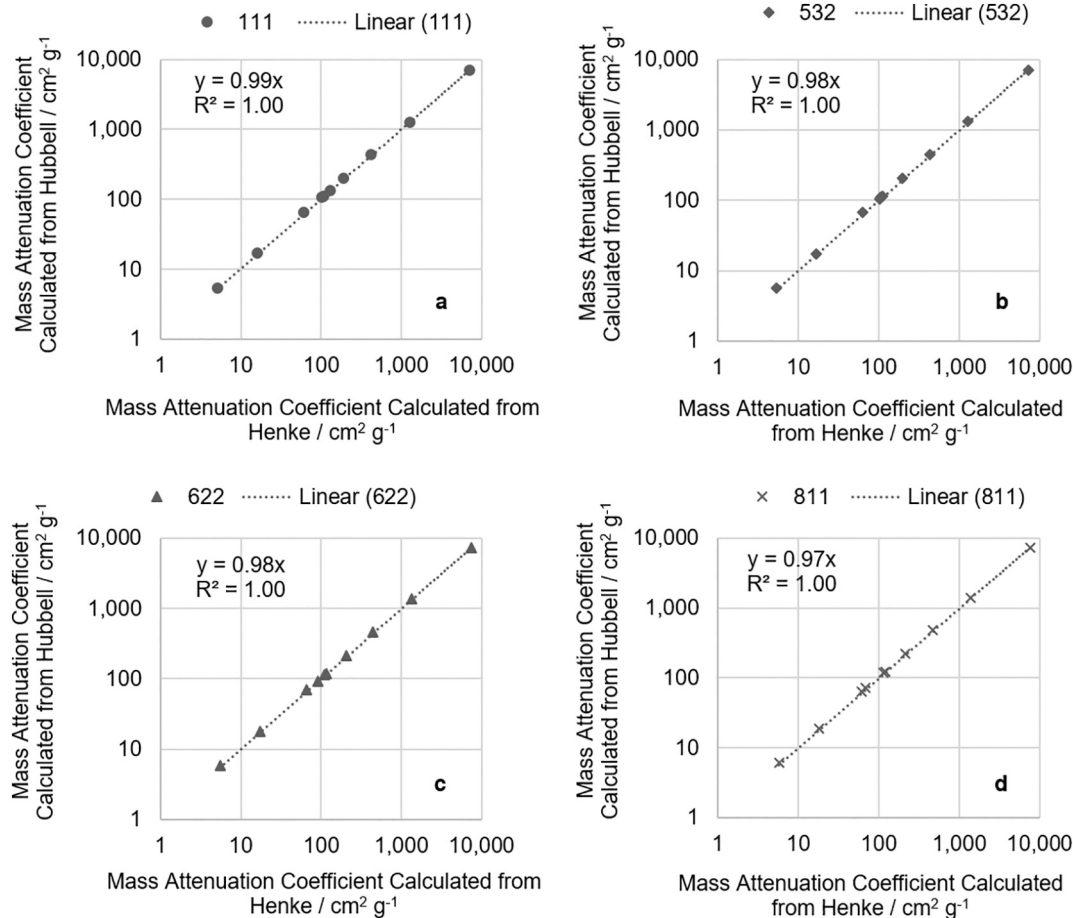 111 Linear (111)
Mass Attenuation Coefficient
Calculated from Hubbell / cm² g⁻¹
10,000
1,000
100
10
1
y = 0.99x
R² = 1.00
a
1 10 100 1,000 10,000
Mass Attenuation Coefficient Calculated from
Henke / cm² g⁻¹
532 Linear (532)
Mass Attenuation Coefficient
Calculated from Hubbell / cm² g⁻¹
10,000
1,000
100
10
1
y = 0.98x
R² = 1.00
b
1 10 100 1,000 10,000
Mass Attenuation Coefficient Calculated
from Henke / cm² g⁻¹
622 Linear (622)
Mass Attenuation Coefficient
Calculated from Hubbell / cm² g⁻¹
10,000
1,000
100
10
1
y = 0.98x
R² = 1.00
c
1 10 100 1,000 10,000
Mass Attenuation Coefficient Calculated from
Henke / cm² g⁻¹
811 Linear (811)
Mass Attenuation Coefficient
Calculated from Hubbell / cm² g⁻¹
10,000
1,000
100
10
1
y = 0.97x
R² = 1.00
d
1 10 100 1,000 10,000
Mass Attenuation Coefficient Calculated
from Henke / cm² g⁻¹